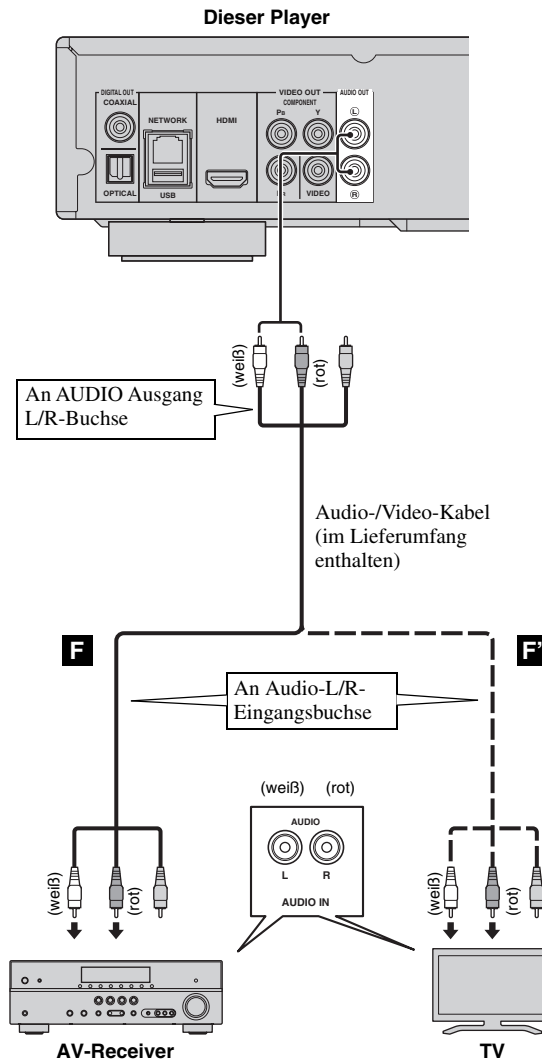 Dieser Player
DIGITAL OUT
COAXIAL
OPTICAL
NETWORK
USB
HDMI
VIDEO OUT
COMPONENT
Y
VIDEO
AUDIO OUT
L
R
(weiß)
(rot)
An AUDIO Ausgang
L/R-Buchse
Audio-/Video-Kabel
(im Lieferumfang
enthalten)
F
F'
An Audio-L/R-
Eingangsbuchse
(weiß) (rot)
AUDIO
L R
AUDIO IN
(weiß)
(rot)
(weiß)
(rot)
AV-Receiver
TV